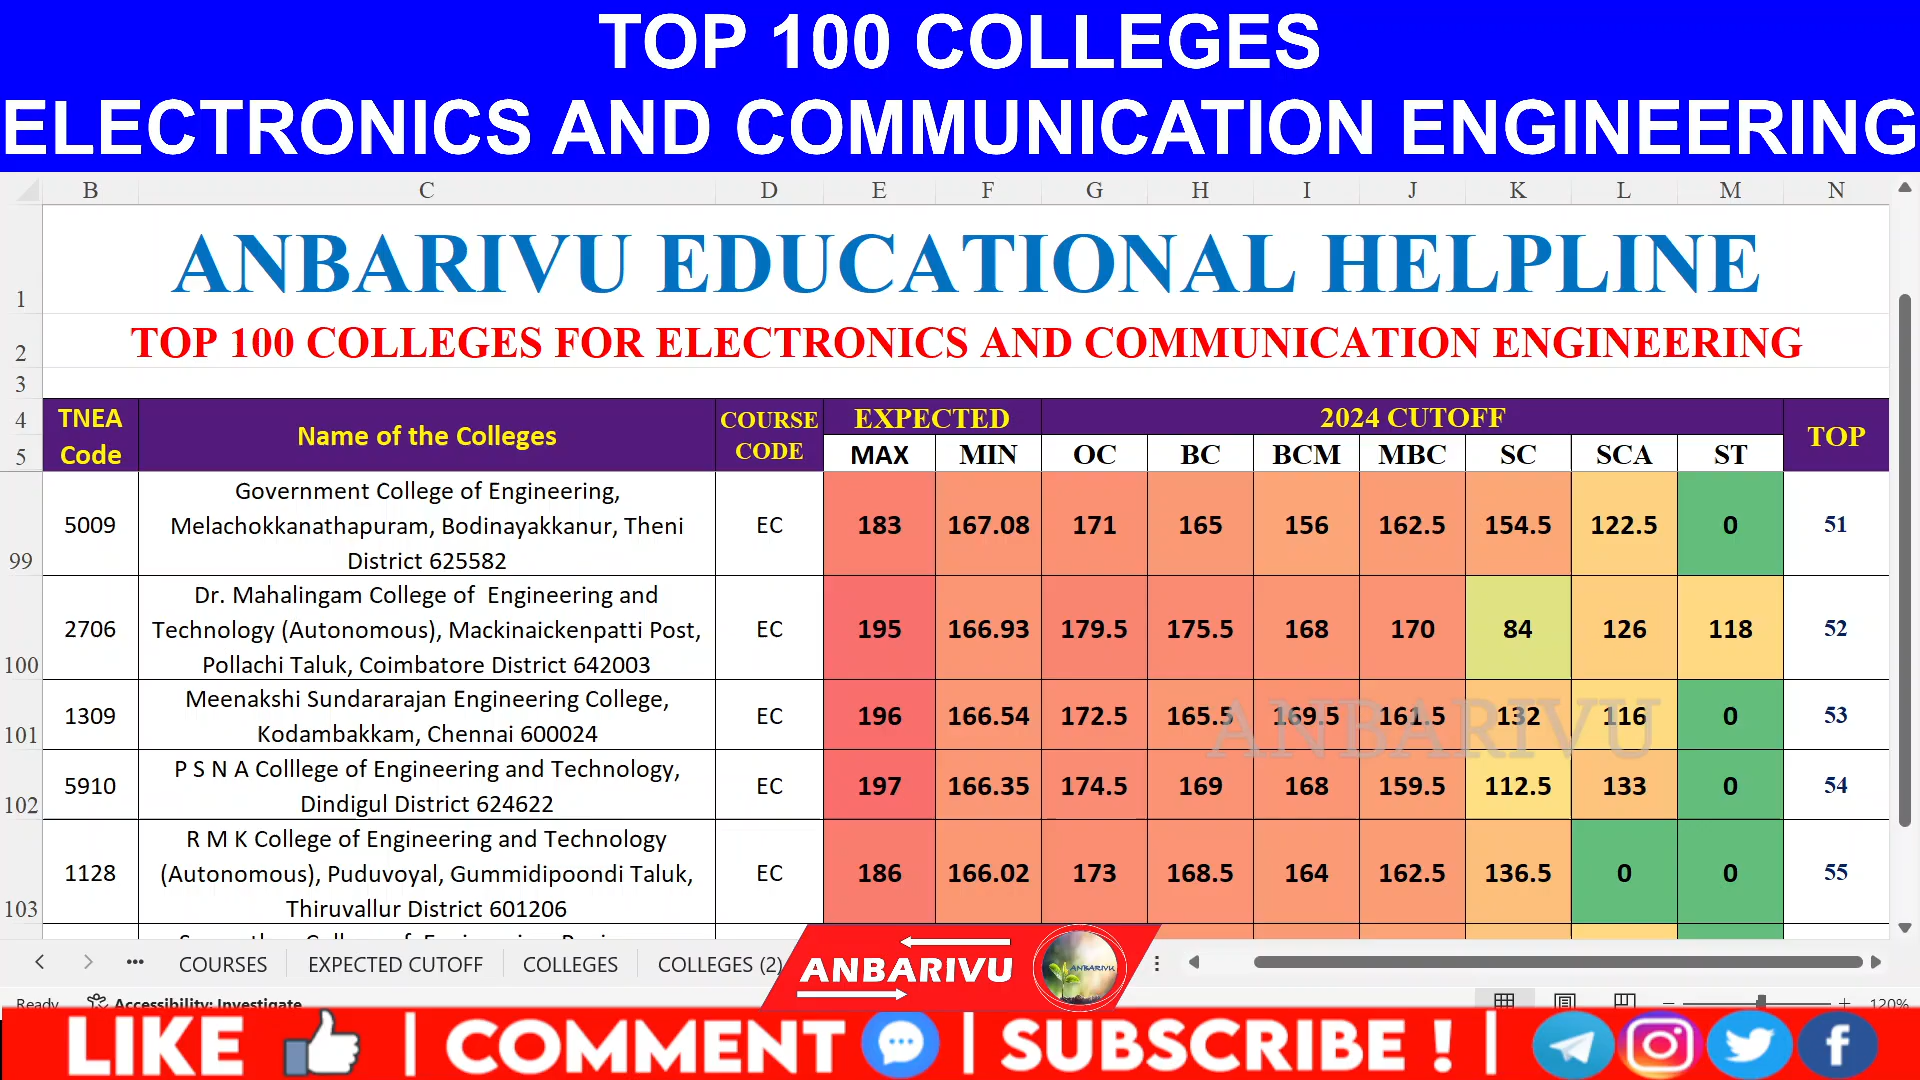 TOP 100 COLLEGES
ELECTRONICS AND COMMUNICATION ENGINEERING
B C D E F G H I J K L M N
1 ANBARIVU EDUCATIONAL HELPLINE
2 TOP 100 COLLEGES FOR ELECTRONICS AND COMMUNICATION ENGINEERING
3
4 TNEA Code Name of the Colleges COURSE CODE EXPECTED 2024 CUTOFF TOP
5 MAX MIN OC BC BCM MBC SC SCA ST
Government College of Engineering,
5009 Melachokkanathapuram, Bodinayakkanur, Theni EC 183 167.08 171 165 156 162.5 154.5 122.5 0 51
99 District 625582
Dr. Mahalingam College of Engineering and
2706 Technology (Autonomous), Mackinaickenpatti Post, EC 195 166.93 179.5 175.5 168 170 84 126 118 52
100 Pollachi Taluk, Coimbatore District 642003
Meenakshi Sundararajan Engineering College,
1309 EC 196 166.54 172.5 165.5 169.5 161.5 132 116 0 53
101 Kodambakkam, Chennai 600024
ANBARIVU
P S N A Colllege of Engineering and Technology,
5910 EC 197 166.35 174.5 169 168 159.5 112.5 133 0 54
102 Dindigul District 624622
R M K College of Engineering and Technology
1128 (Autonomous), Puduvoyal, Gummidipoondi Taluk, EC 186 166.02 173 168.5 164 162.5 136.5 0 0 55
103 Thiruvallur District 601206
COURSES EXPECTED CUTOFF COLLEGES COLLEGES (2)
ANBARIVU
ANBARIVU
Ready Accessibility: Investigate 120%
LIKE | COMMENT | SUBSCRIBE ! |